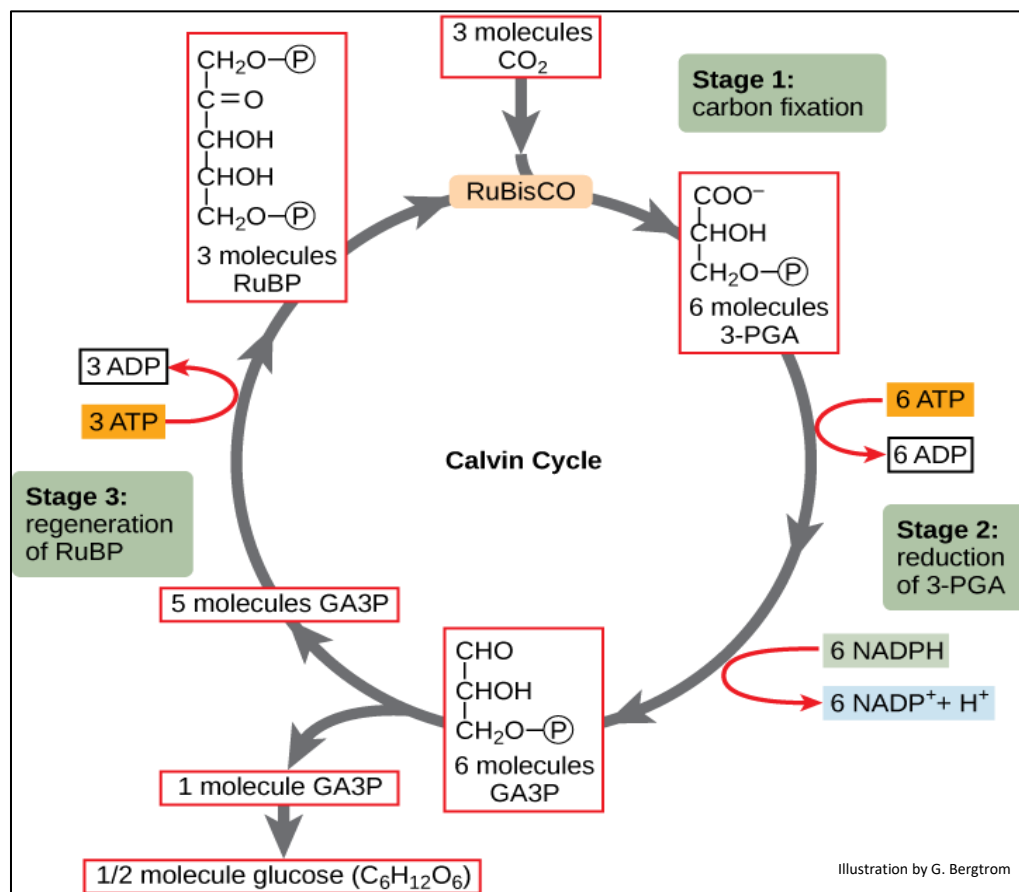 3 molecules
CO₂
Stage 1:
carbon fixation
CH₂O–Ⓟ
C=O
CHOH
CHOH
CH₂O–Ⓟ
3 molecules
RuBP
RuBisCO
COO⁻
CHOH
CH₂O–Ⓟ
6 molecules
3-PGA
3 ADP
3 ATP
6 ATP
6 ADP
Calvin Cycle
Stage 3:
regeneration
of RuBP
Stage 2:
reduction
of 3-PGA
5 molecules GA3P
CHO
CHOH
CH₂O–Ⓟ
6 molecules
GA3P
6 NADPH
6 NADP⁺+ H⁺
1 molecule GA3P
1/2 molecule glucose (C₆H₁₂O₆)
Illustration by G. Bergtrom